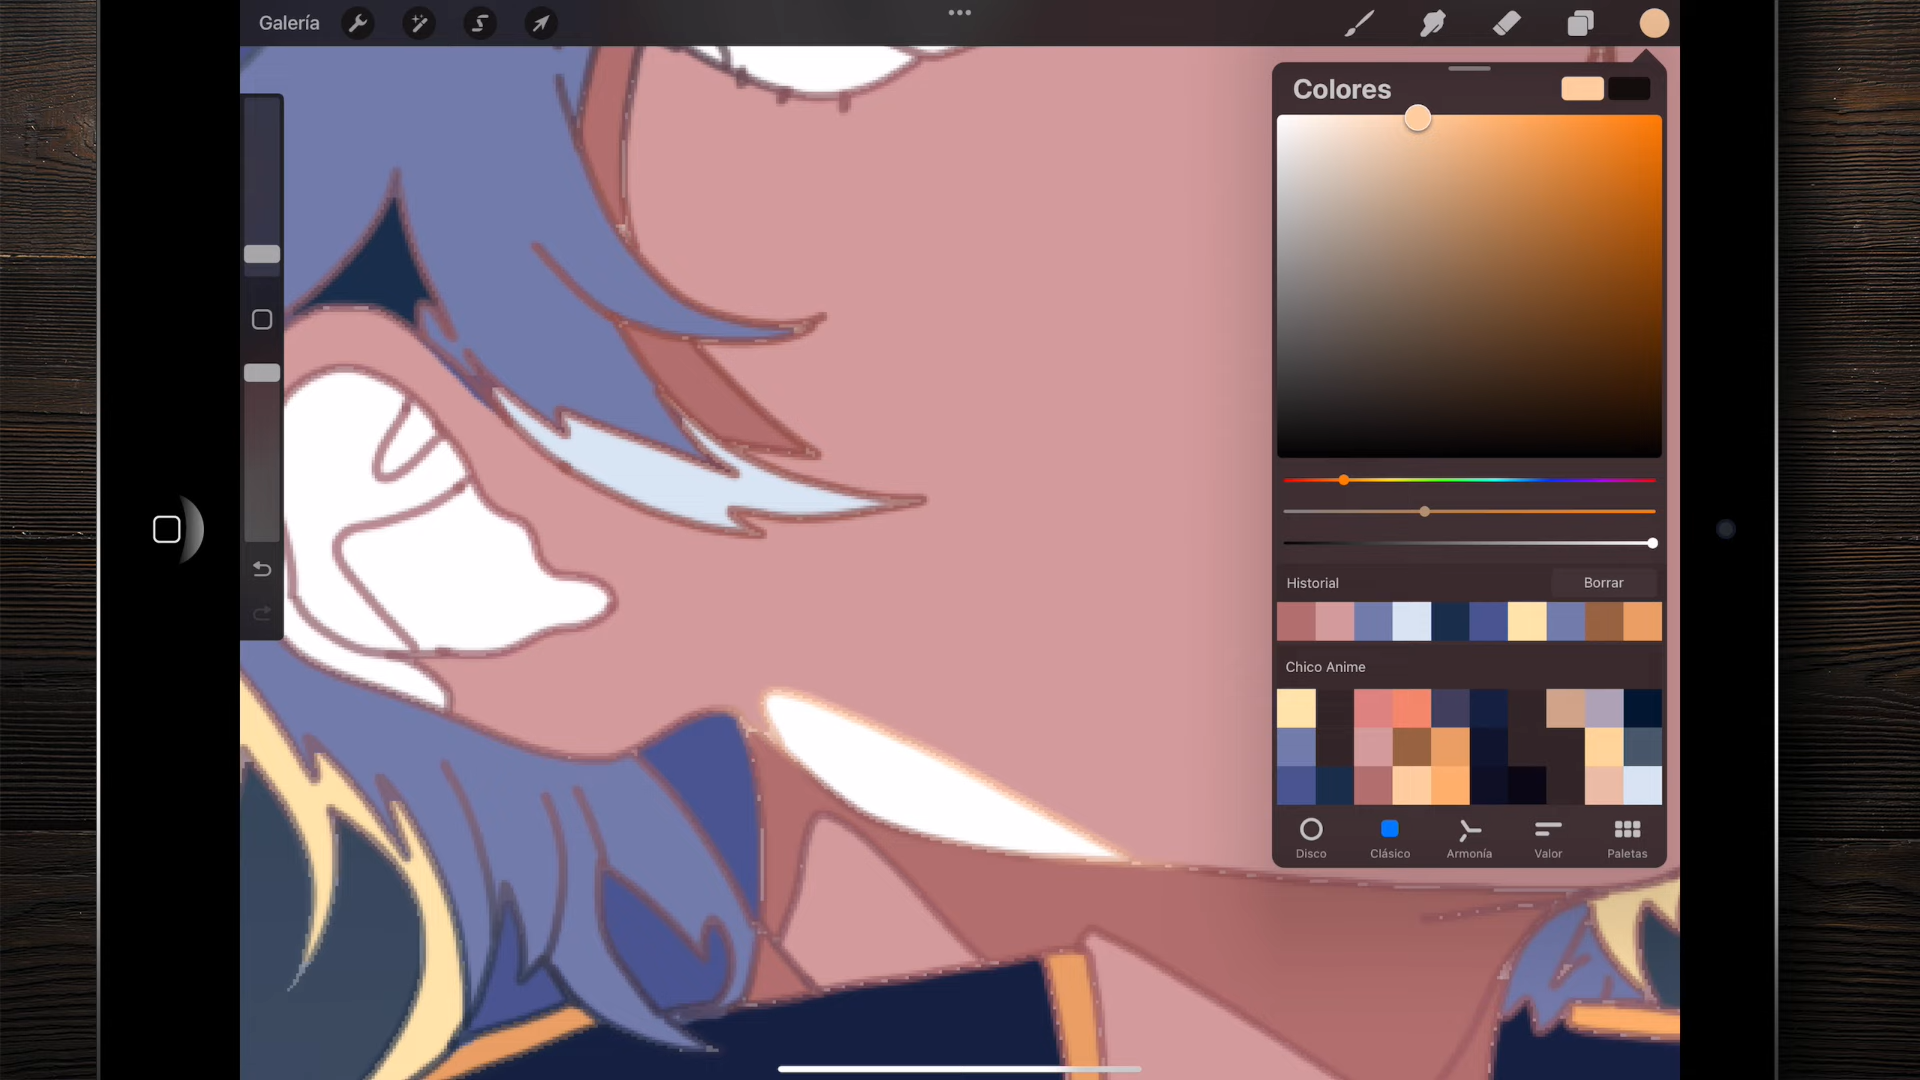 Galería
Colores
Historial
Borrar
Chico Anime
Disco
Clásico
Armonía
Valor
Paletas